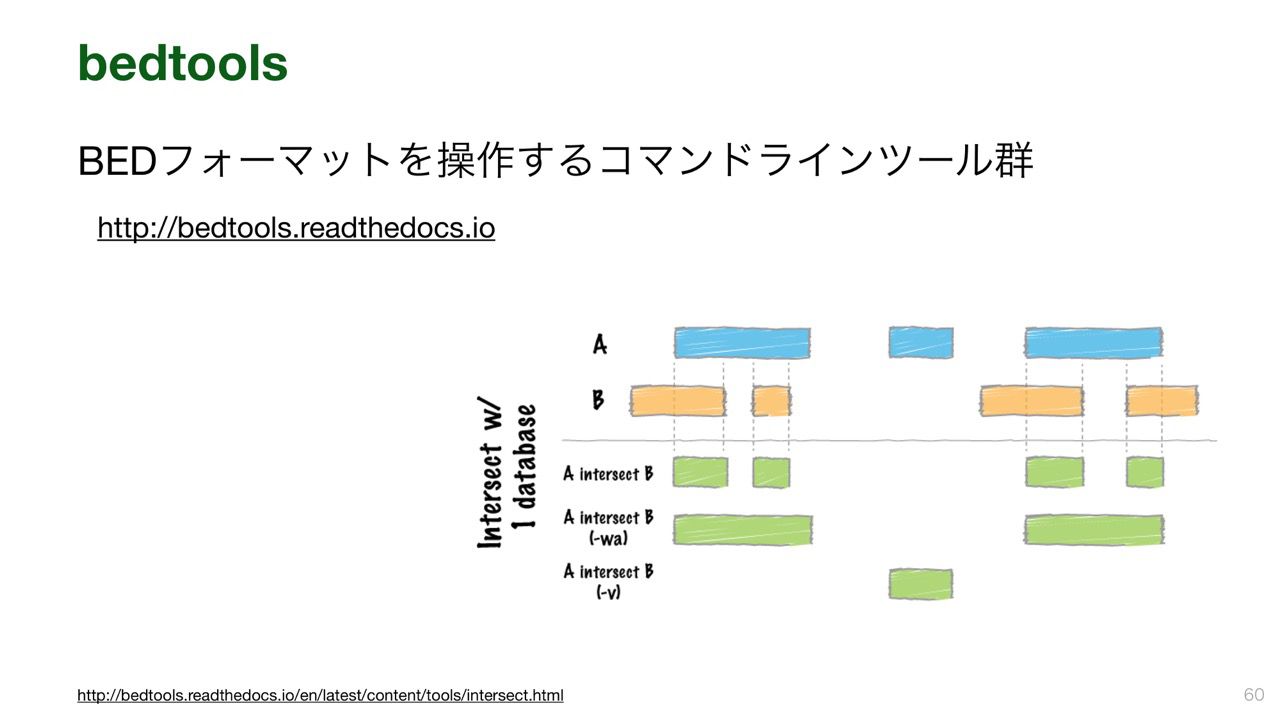 bedtools
BEDフォーマットを操作するコマンドラインツール群
http://bedtools.readthedocs.io
Intersect w/
1 database
A
B
A intersect B
A intersect B
(-wa)
A intersect B
(-v)
http://bedtools.readthedocs.io/en/latest/content/tools/intersect.html
60